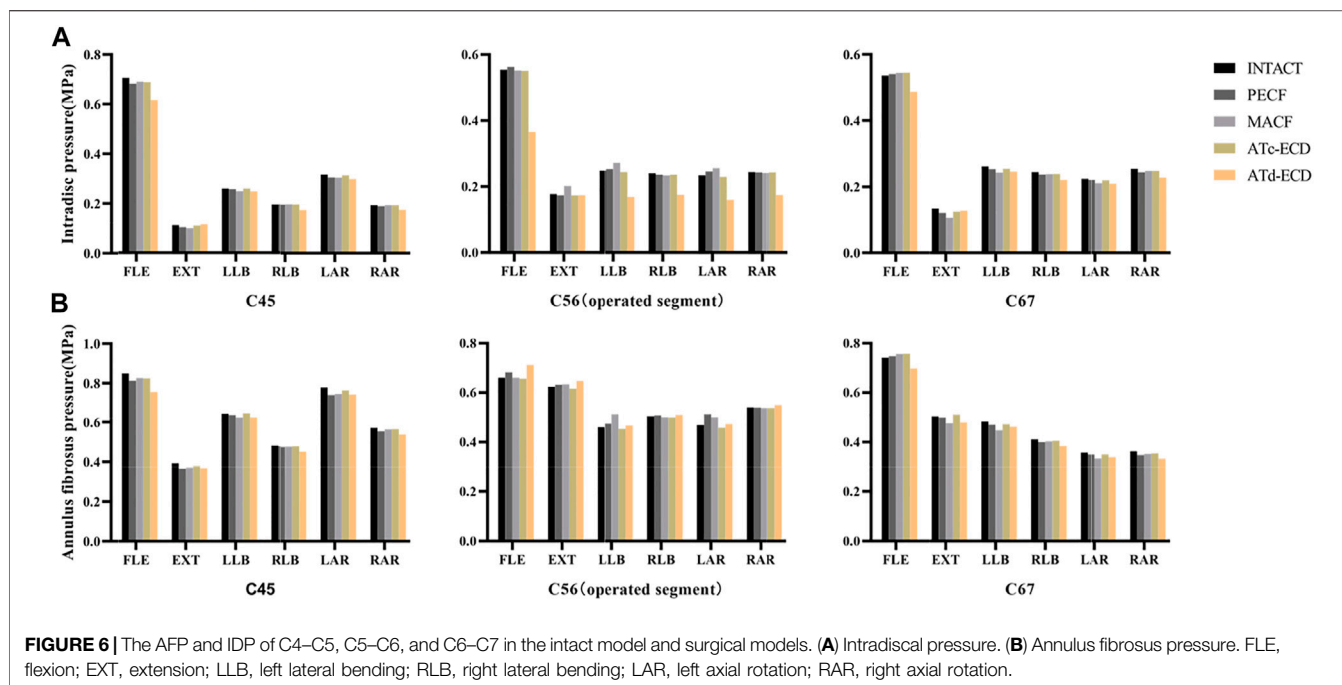 A
Intradisc pressure(MPa)
0.8
0.6
0.4
0.2
0.0
FLE EXT LLB RLB LAR RAR
C45
0.6
0.4
0.2
0.0
FLE EXT LLB RLB LAR RAR
C56(operated segment)
0.6
0.4
0.2
0.0
FLE EXT LLB RLB LAR RAR
C67
INTACT
PECF
MACF
ATc-ECD
ATd-ECD
B
Annulus fibrosus pressure(MPa)
1.0
0.8
0.6
0.4
0.2
0.0
FLE EXT LLB RLB LAR RAR
C45
0.8
0.6
0.4
0.2
0.0
FLE EXT LLB RLB LAR RAR
C56(operated segment)
0.8
0.6
0.4
0.2
0.0
FLE EXT LLB RLB LAR RAR
C67
FIGURE 6 | The AFP and IDP of C4–C5, C5–C6, and C6–C7 in the intact model and surgical models. (A) Intradiscal pressure. (B) Annulus fibrosus pressure. FLE,
flexion; EXT, extension; LLB, left lateral bending; RLB, right lateral bending; LAR, left axial rotation; RAR, right axial rotation.